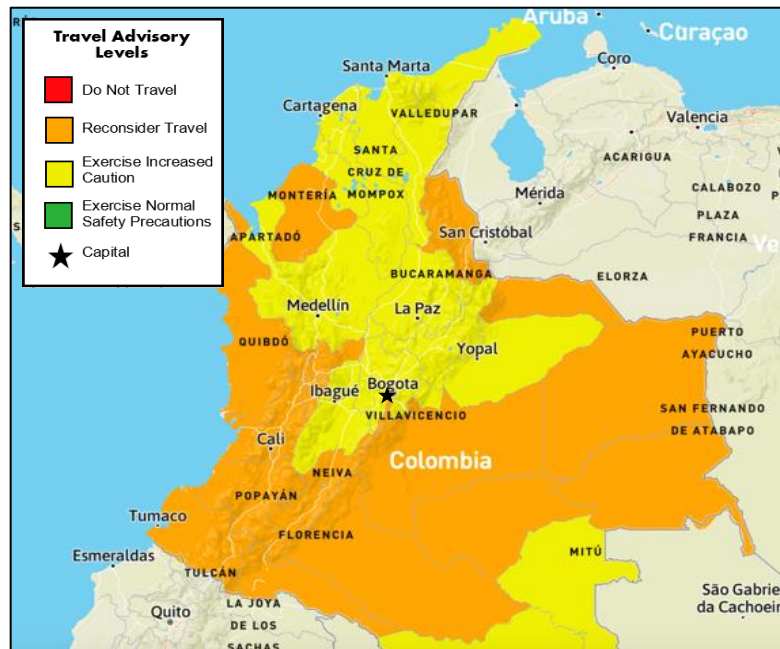 Travel Advisory
Levels
Do Not Travel
Reconsider Travel
Exercise Increased
Caution
Exercise Normal
Safety Precautions
Capital
Aruba
Curaçao
Santa Marta
Coro
Cartagena
VALLEDUPAR
Valencia
SANTA
CRUZ DE
MOMPOX
ACARIGUA
MONTERÍA
Mérida
CALABOZO
PLAZA
FRANCIA
APARTADÓ
San Cristóbal
Ve
BUCARAMANGA
ELORZA
Medellín
La Paz
PUERTO
AYACUCHO
QUIBDÓ
Yopal
Ibagué
Bogota
VILLAVICENCIO
SAN FERNANDO
DE ATABAPO
Cali
Colombia
NEIVA
POPAYÁN
Tumaco
FLORENCIA
MITÚ
Esmeraldas
TULCÁN
São Gabrie
da Cachoeir
Quito
LA JOYA
DE LOS
SACHAS